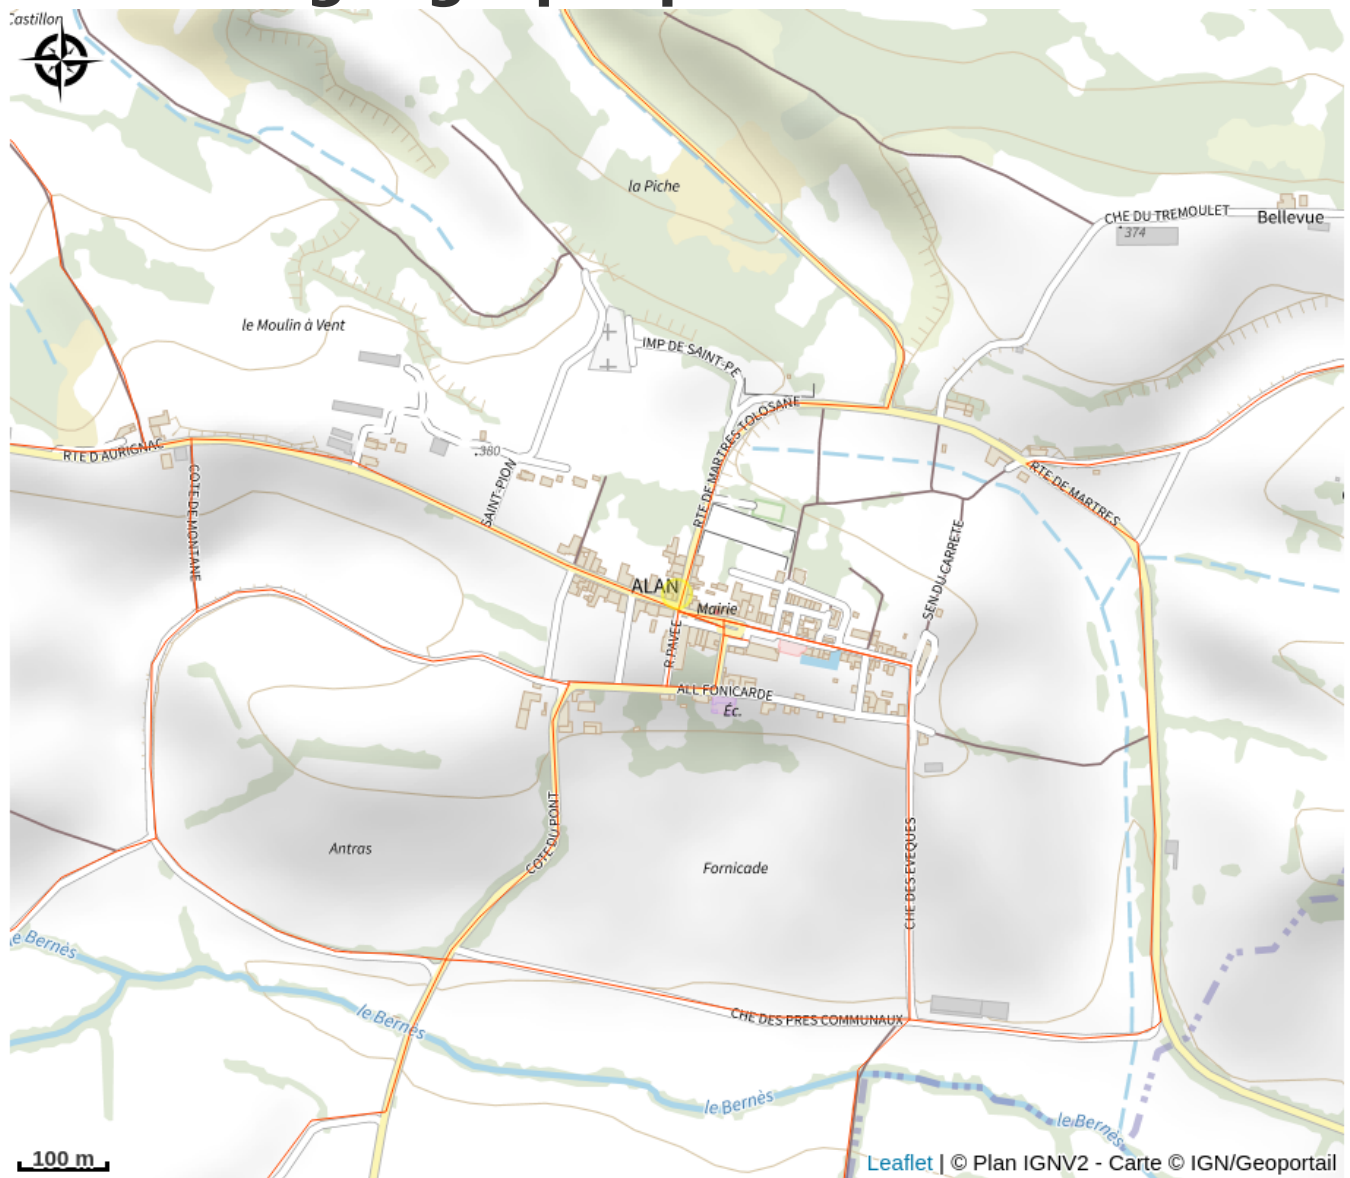 Castillon
la Piche
CHE DU TREMOULET
Bellevue
374
le Moulin à Vent
IMP DE SAINT-PE
RTE DE MARTRES TOLOSANE
RTE D'AURIGNAC
380
SAINT-PION
COTE DE MONTANE
RTE DE MARTRES
SEN DU CARRETE
ALAN
Mairie
R PAVEE
ALL FONICARDE
Éc.
COTE DU PONT
Antras
Fornicade
CHE DES EVEQUES
le Bernès
le Bernès
CHE DES PRES COMMUNAUX
le Bernès
le Bernès
100 m
Leaflet | © Plan IGNV2 - Carte © IGN/Geoportail